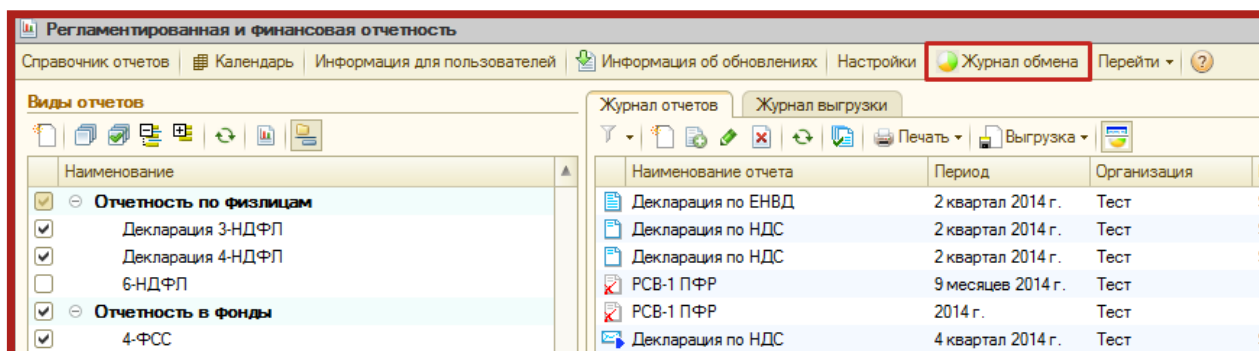 Регламентированная и финансовая отчетность
Справочник отчетов Календарь Информация для пользователей Информация об обновлениях Настройки Журнал обмена Перейти ?
Виды отчетов
Наименование
Отчетность по физлицам
Декларация 3-НДФЛ
Декларация 4-НДФЛ
6-НДФЛ
Отчетность в фонды
4-ФСС
Журнал отчетов Журнал выгрузки
Печать Выгрузка
Наименование отчета Период Организация
Декларация по ЕНВД 2 квартал 2014 г. Тест
Декларация по НДС 2 квартал 2014 г. Тест
Декларация по НДС 2 квартал 2014 г. Тест
РСВ-1 ПФР 9 месяцев 2014 г. Тест
РСВ-1 ПФР 2014 г. Тест
Декларация по НДС 4 квартал 2014 г. Тест